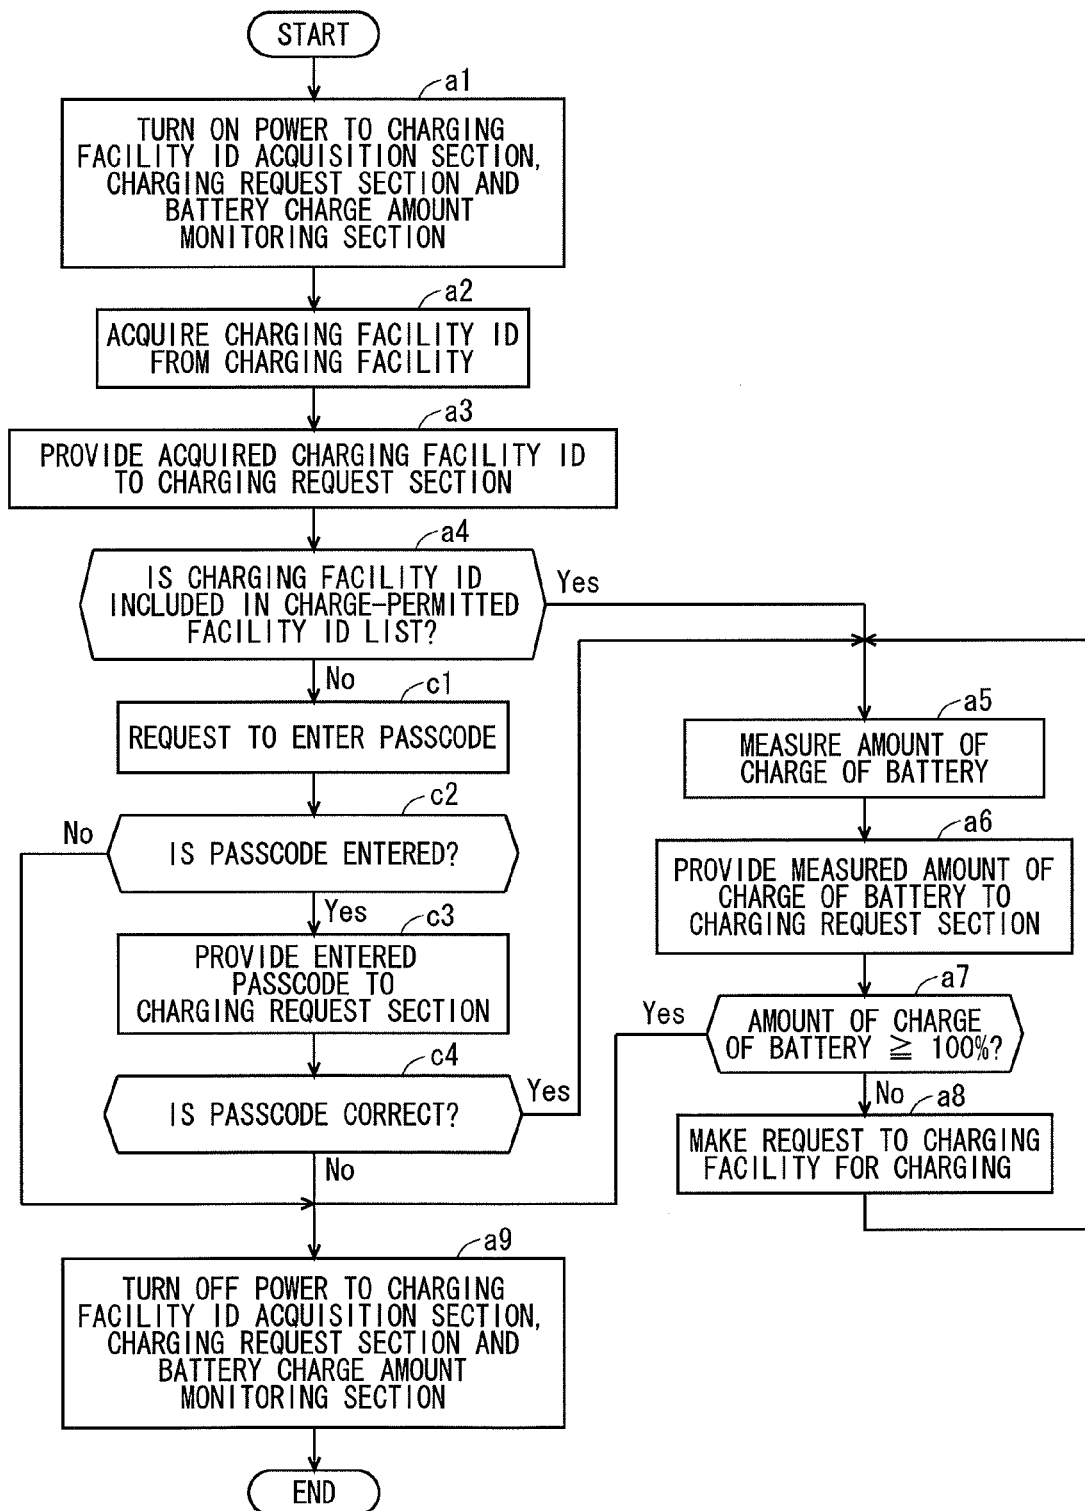 START
a1
TURN ON POWER TO CHARGING
FACILITY ID ACQUISITION SECTION,
CHARGING REQUEST SECTION AND
BATTERY CHARGE AMOUNT
MONITORING SECTION
a2
ACQUIRE CHARGING FACILITY ID
FROM CHARGING FACILITY
a3
PROVIDE ACQUIRED CHARGING FACILITY ID
TO CHARGING REQUEST SECTION
a4
IS CHARGING FACILITY ID
INCLUDED IN CHARGE-PERMITTED
FACILITY ID LIST?
Yes
No
c1
REQUEST TO ENTER PASSCODE
c2
No
IS PASSCODE ENTERED?
Yes
c3
PROVIDE ENTERED
PASSCODE TO
CHARGING REQUEST SECTION
c4
Yes
IS PASSCODE CORRECT?
No
a5
MEASURE AMOUNT OF
CHARGE OF BATTERY
a6
PROVIDE MEASURED AMOUNT OF
CHARGE OF BATTERY TO
CHARGING REQUEST SECTION
a7
Yes
AMOUNT OF CHARGE
OF BATTERY ≧ 100%?
No
a8
MAKE REQUEST TO CHARGING
FACILITY FOR CHARGING
a9
TURN OFF POWER TO CHARGING
FACILITY ID ACQUISITION SECTION,
CHARGING REQUEST SECTION AND
BATTERY CHARGE AMOUNT
MONITORING SECTION
END